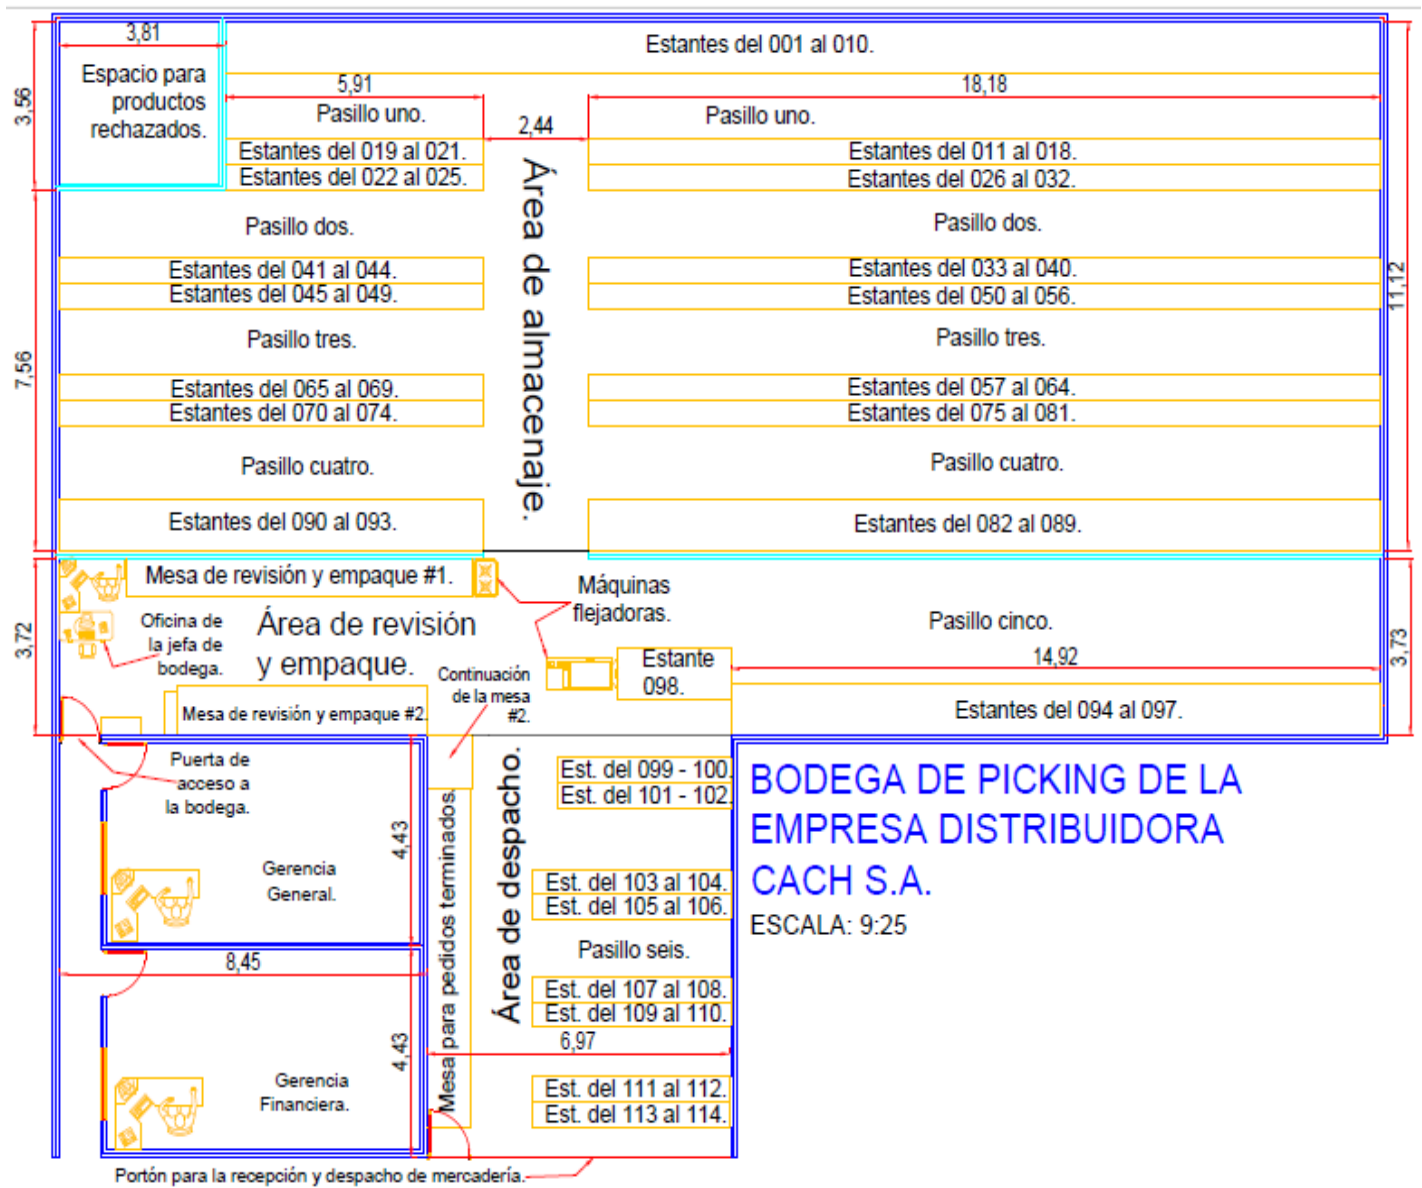 3,81
Estantes del 001 al 010.
Espacio para
productos
rechazados.
3,56
5,91
18,18
Pasillo uno.
Pasillo uno.
2,44
Estantes del 019 al 021.
Estantes del 011 al 018.
Estantes del 022 al 025.
Estantes del 026 al 032.
Área de almacenaje.
Pasillo dos.
Pasillo dos.
Estantes del 041 al 044.
Estantes del 033 al 040.
11,12
Estantes del 045 al 049.
Estantes del 050 al 056.
Pasillo tres.
Pasillo tres.
7,56
Estantes del 065 al 069.
Estantes del 057 al 064.
Estantes del 070 al 074.
Estantes del 075 al 081.
Pasillo cuatro.
Pasillo cuatro.
Estantes del 090 al 093.
Estantes del 082 al 089.
Mesa de revisión y empaque #1.
Máquinas
flejadoras.
Oficina de
la jefa de
bodega.
Área de revisión
y empaque.
Pasillo cinco.
3,72
3,73
14,92
Estante
098.
Continuación
de la mesa
#2.
Mesa de revisión y empaque #2.
Estantes del 094 al 097.
Puerta de
acceso a
la bodega.
Est. del 099 - 100.
Est. del 101 - 102.
BODEGA DE PICKING DE LA
EMPRESA DISTRIBUIDORA
CACH S.A.
ESCALA: 9:25
4,43
Mesa para pedidos terminados.
Área de despacho.
Gerencia
General.
Est. del 103 al 104.
Est. del 105 al 106.
Pasillo seis.
8,45
Est. del 107 al 108.
Est. del 109 al 110.
6,97
4,43
Gerencia
Financiera.
Est. del 111 al 112.
Est. del 113 al 114.
Portón para la recepción y despacho de mercadería.